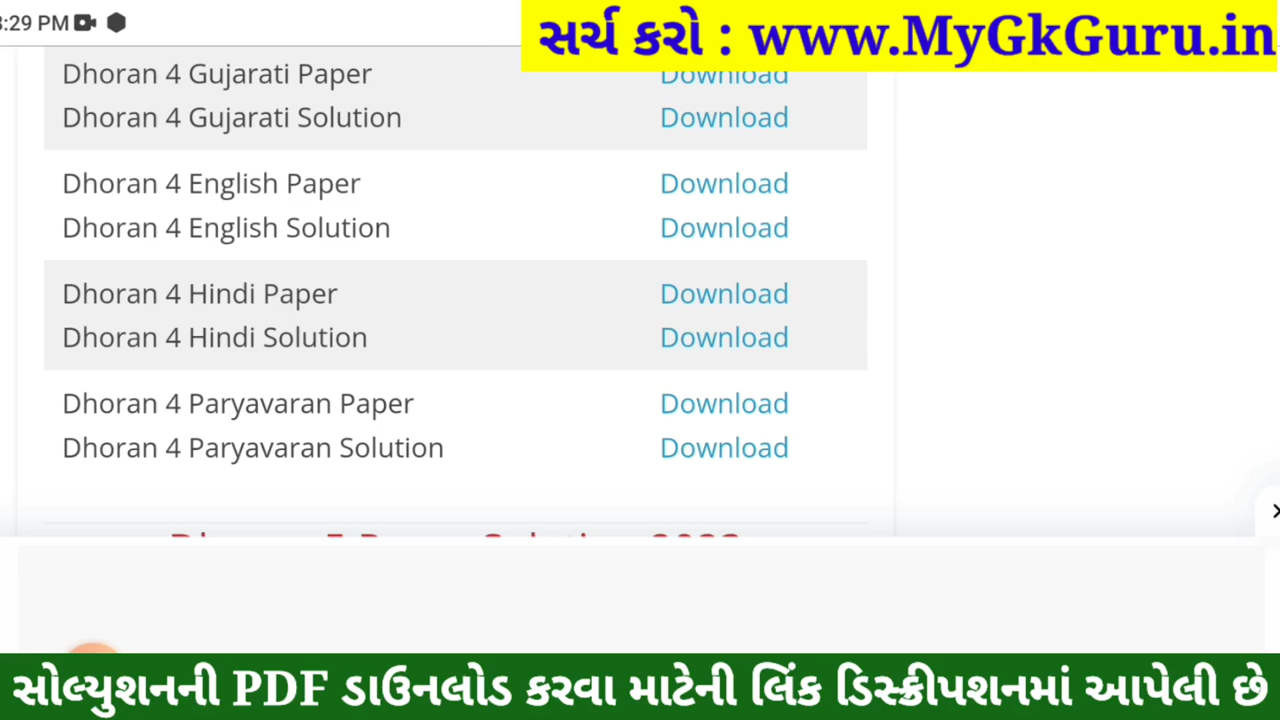 :29 PM
સર્ચ કરો : www.MyGkGuru.in
Dhoran 4 Gujarati Paper Download
Dhoran 4 Gujarati Solution Download
Dhoran 4 English Paper Download
Dhoran 4 English Solution Download
Dhoran 4 Hindi Paper Download
Dhoran 4 Hindi Solution Download
Dhoran 4 Paryavaran Paper Download
Dhoran 4 Paryavaran Solution Download
સોલ્યુશનની PDF ડાઉનલોડ કરવા માટેની લિંક ડિસ્ક્રીપશનમાં આપેલી છે